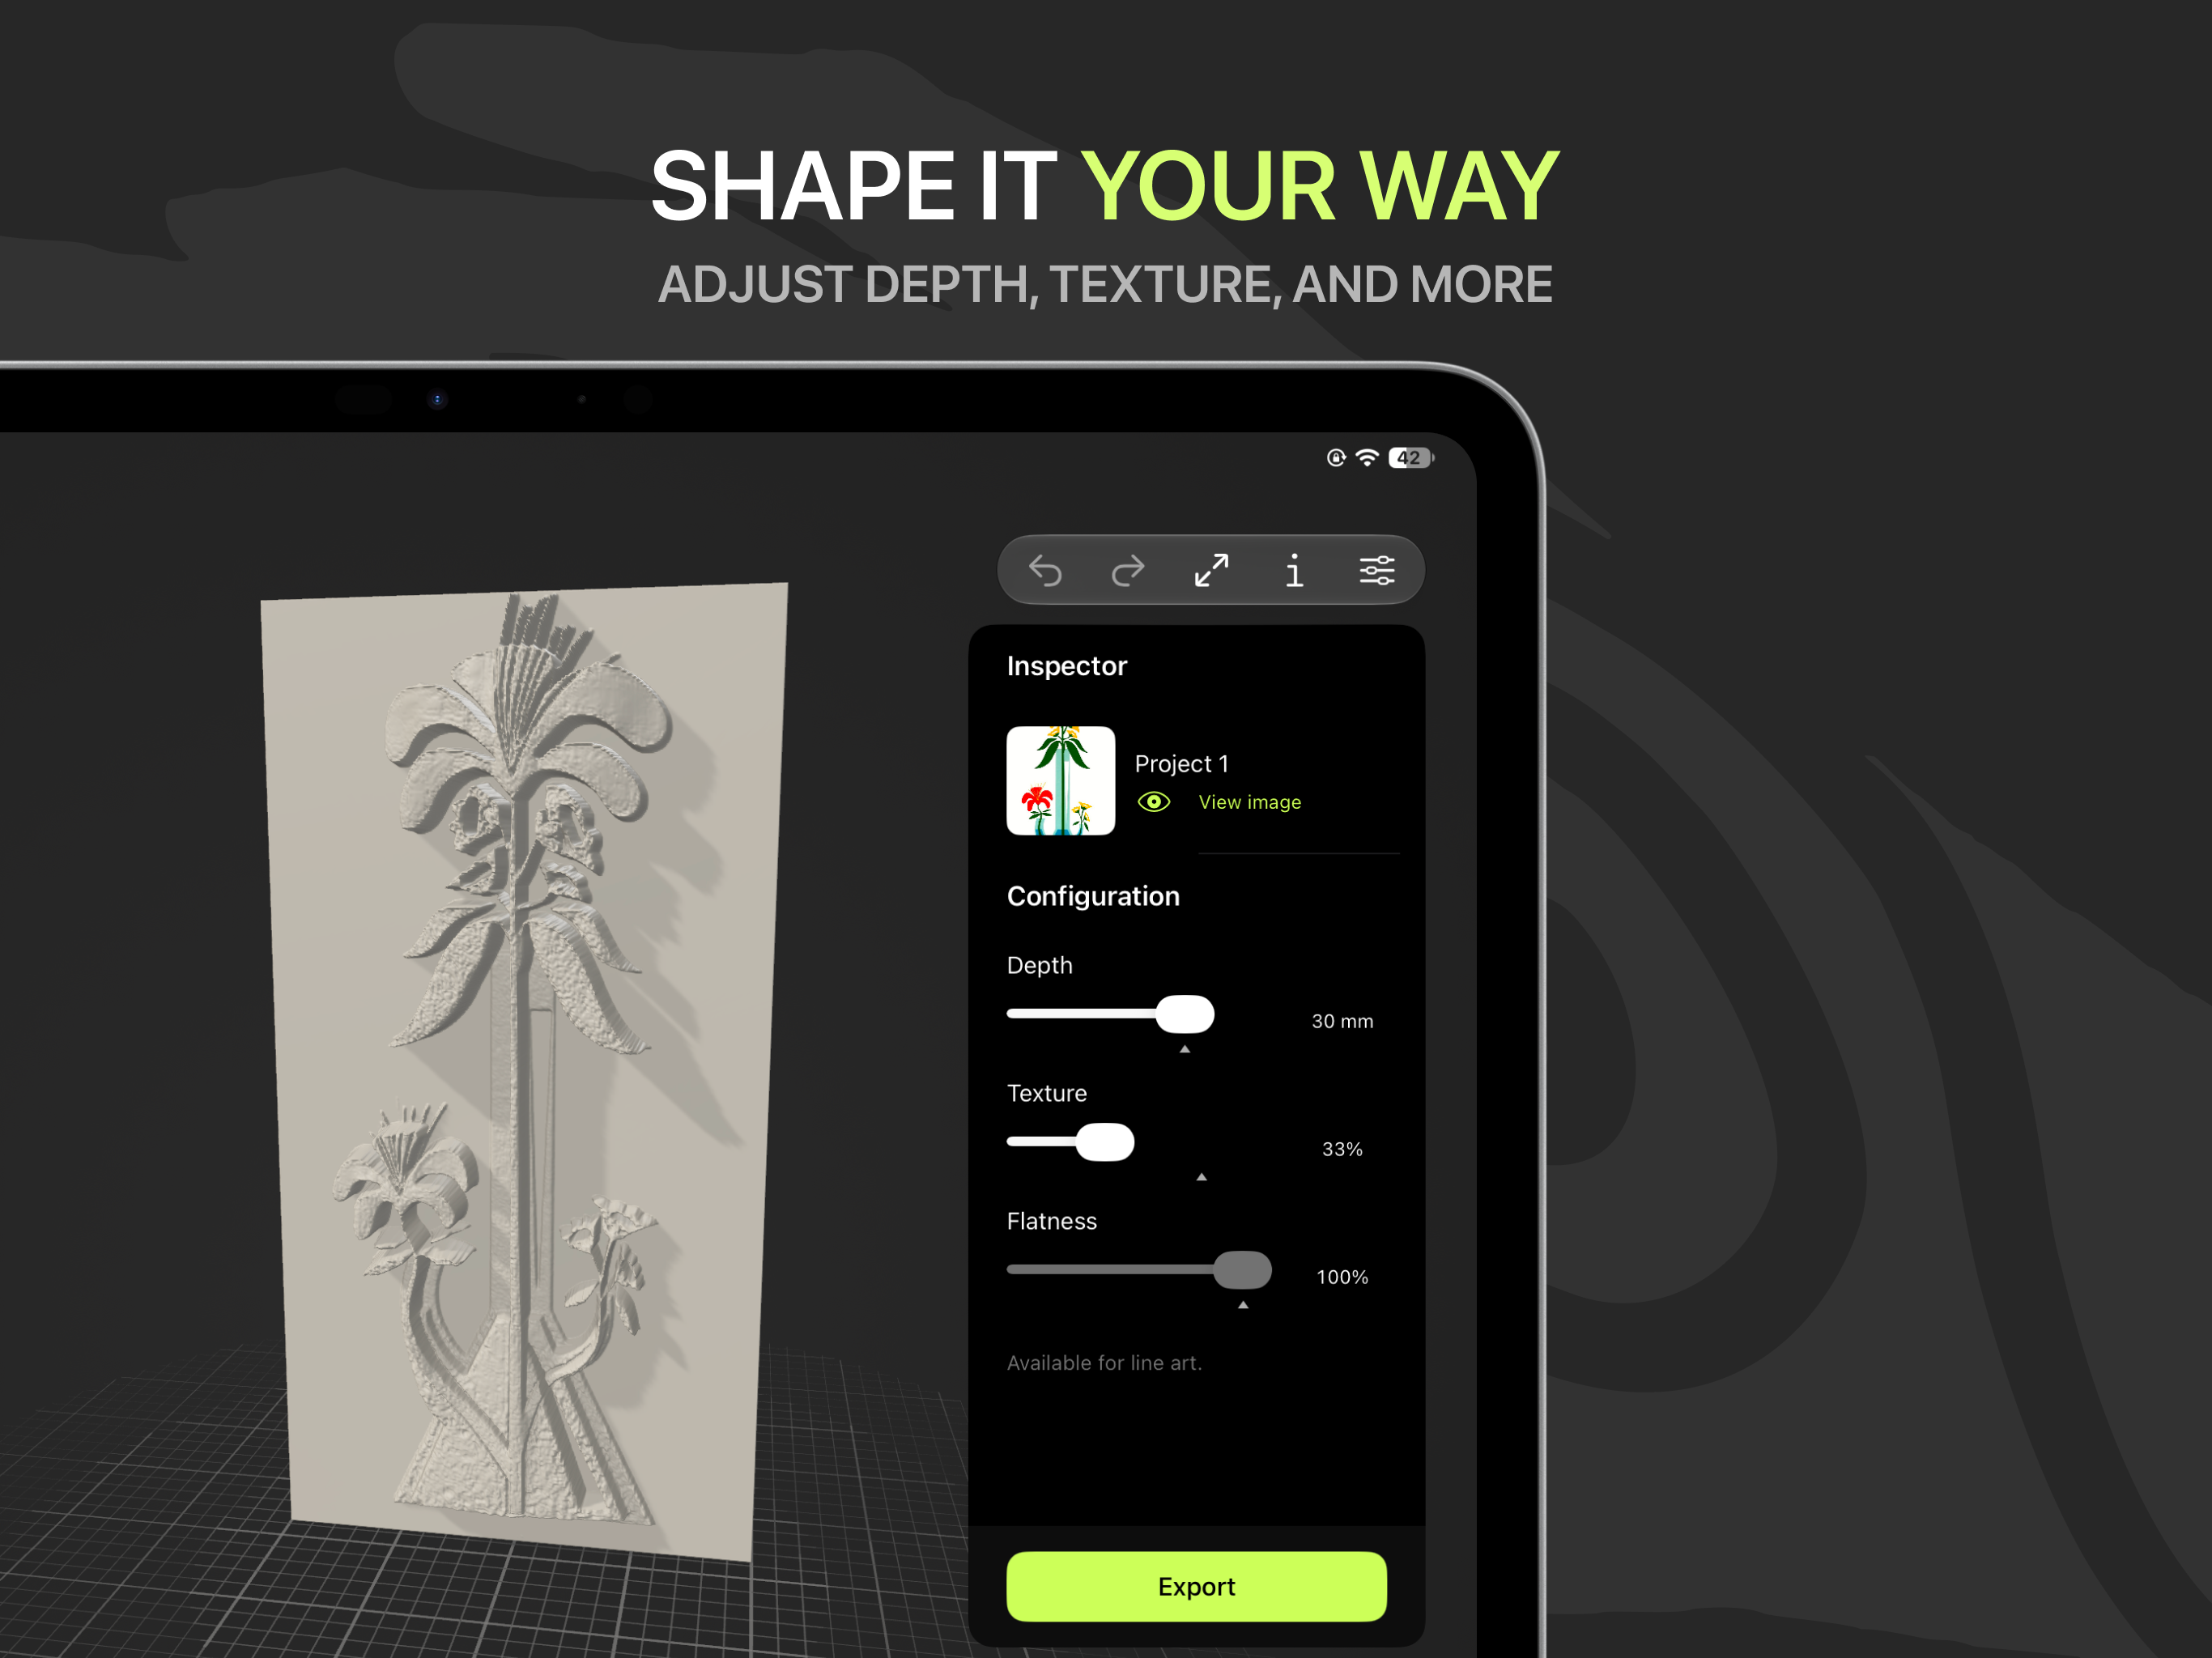 SHAPE IT YOUR WAY
ADJUST DEPTH, TEXTURE, AND MORE
42
Inspector
Project 1
View image
Configuration
Depth
30 mm
Texture
33%
Flatness
100%
Available for line art.
Export